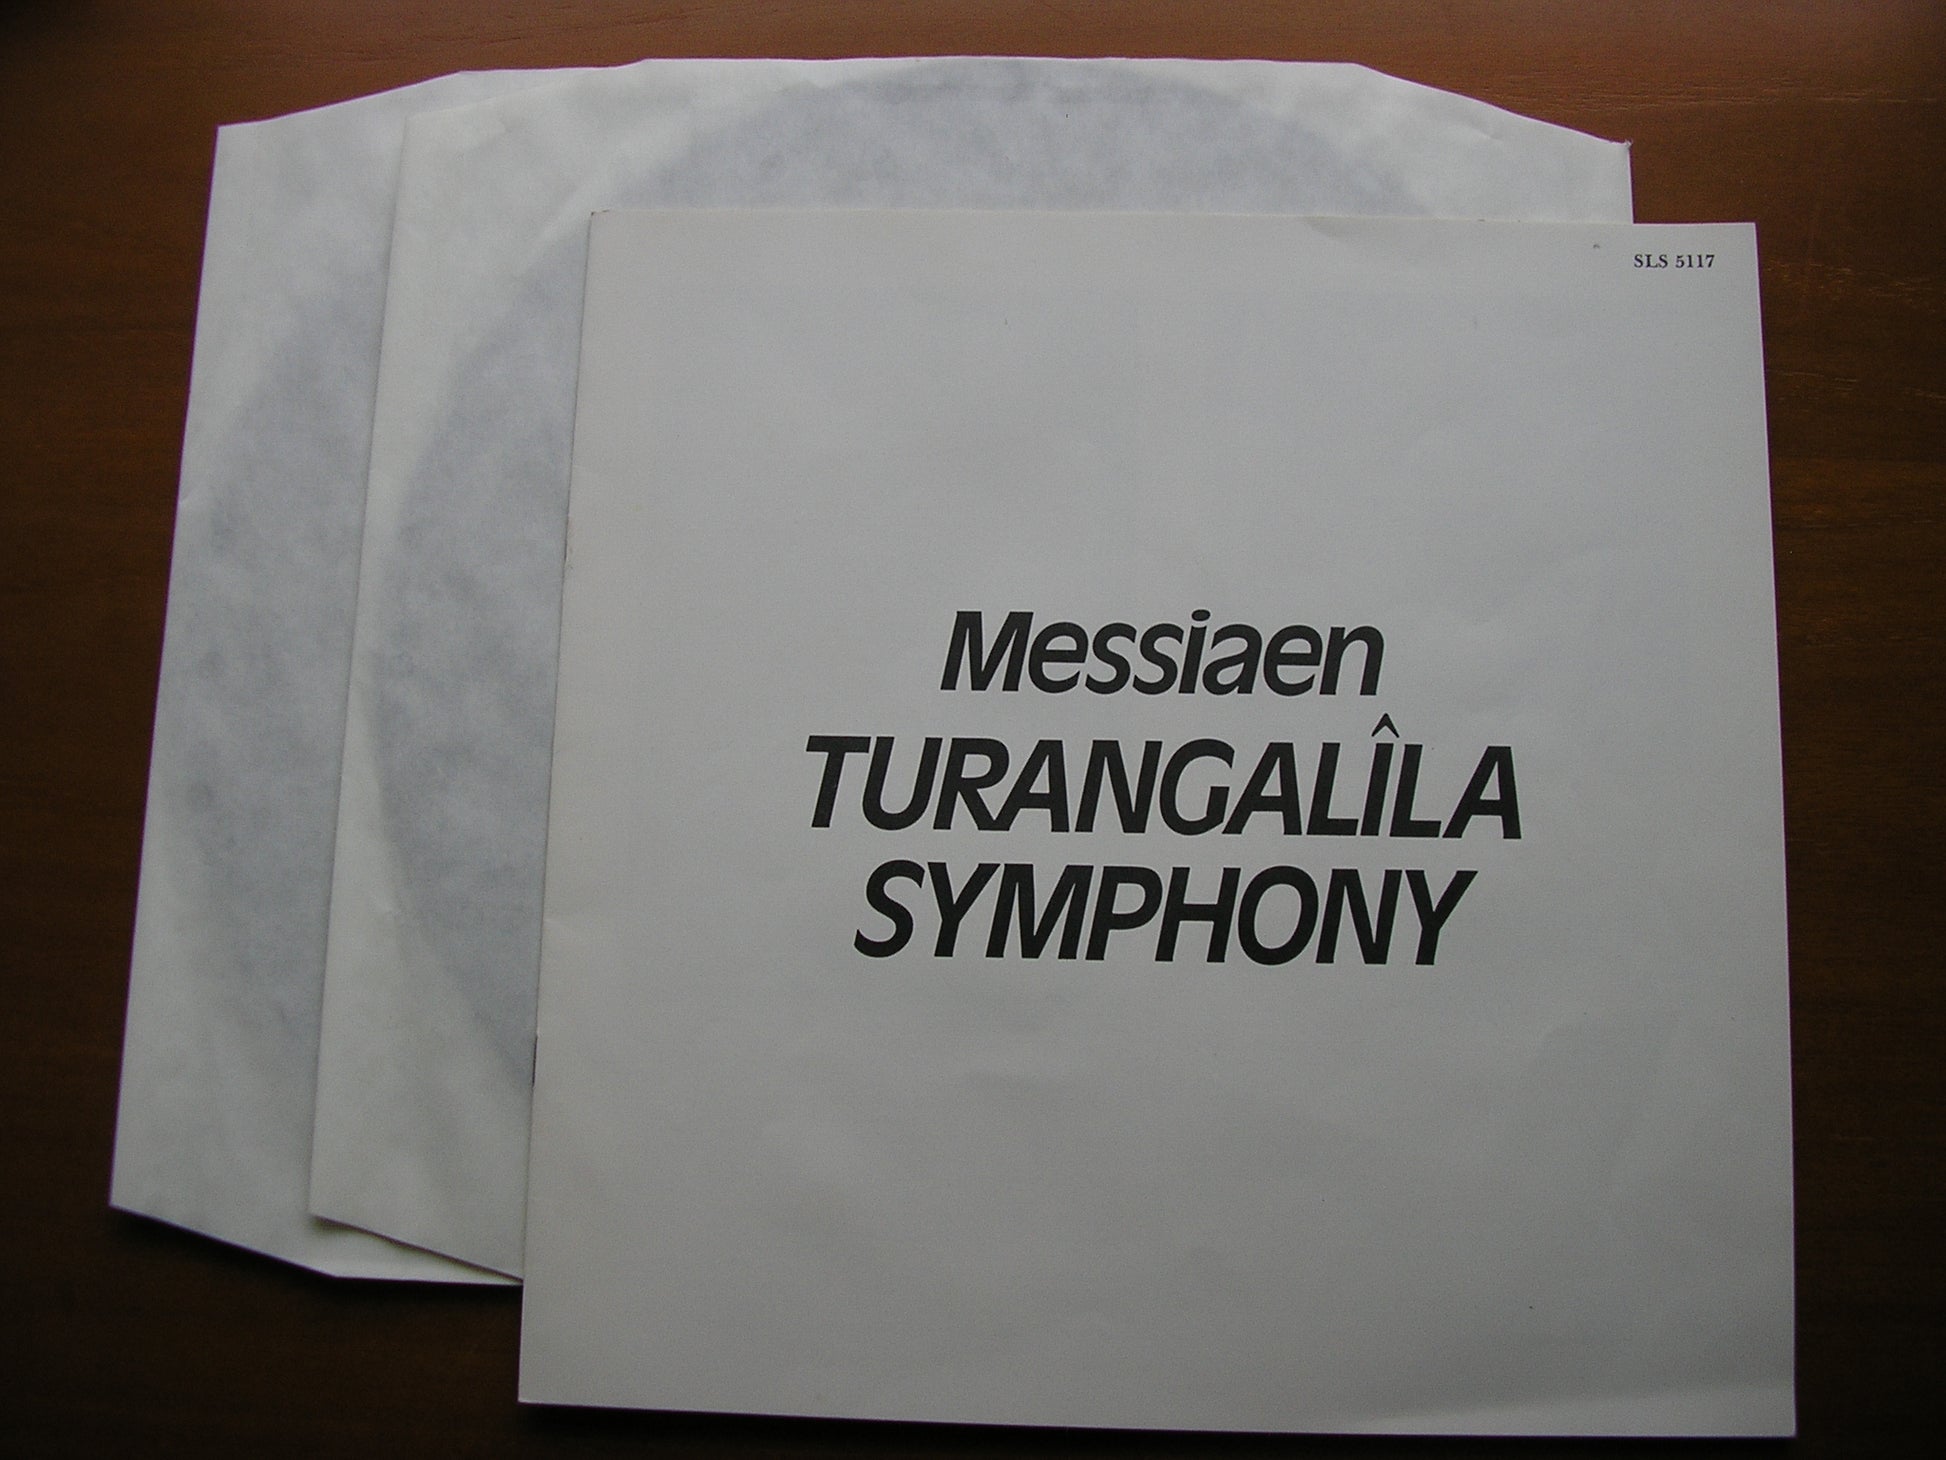 SLS 5117
Messiaen
TURANGALÎLA
SYMPHONY